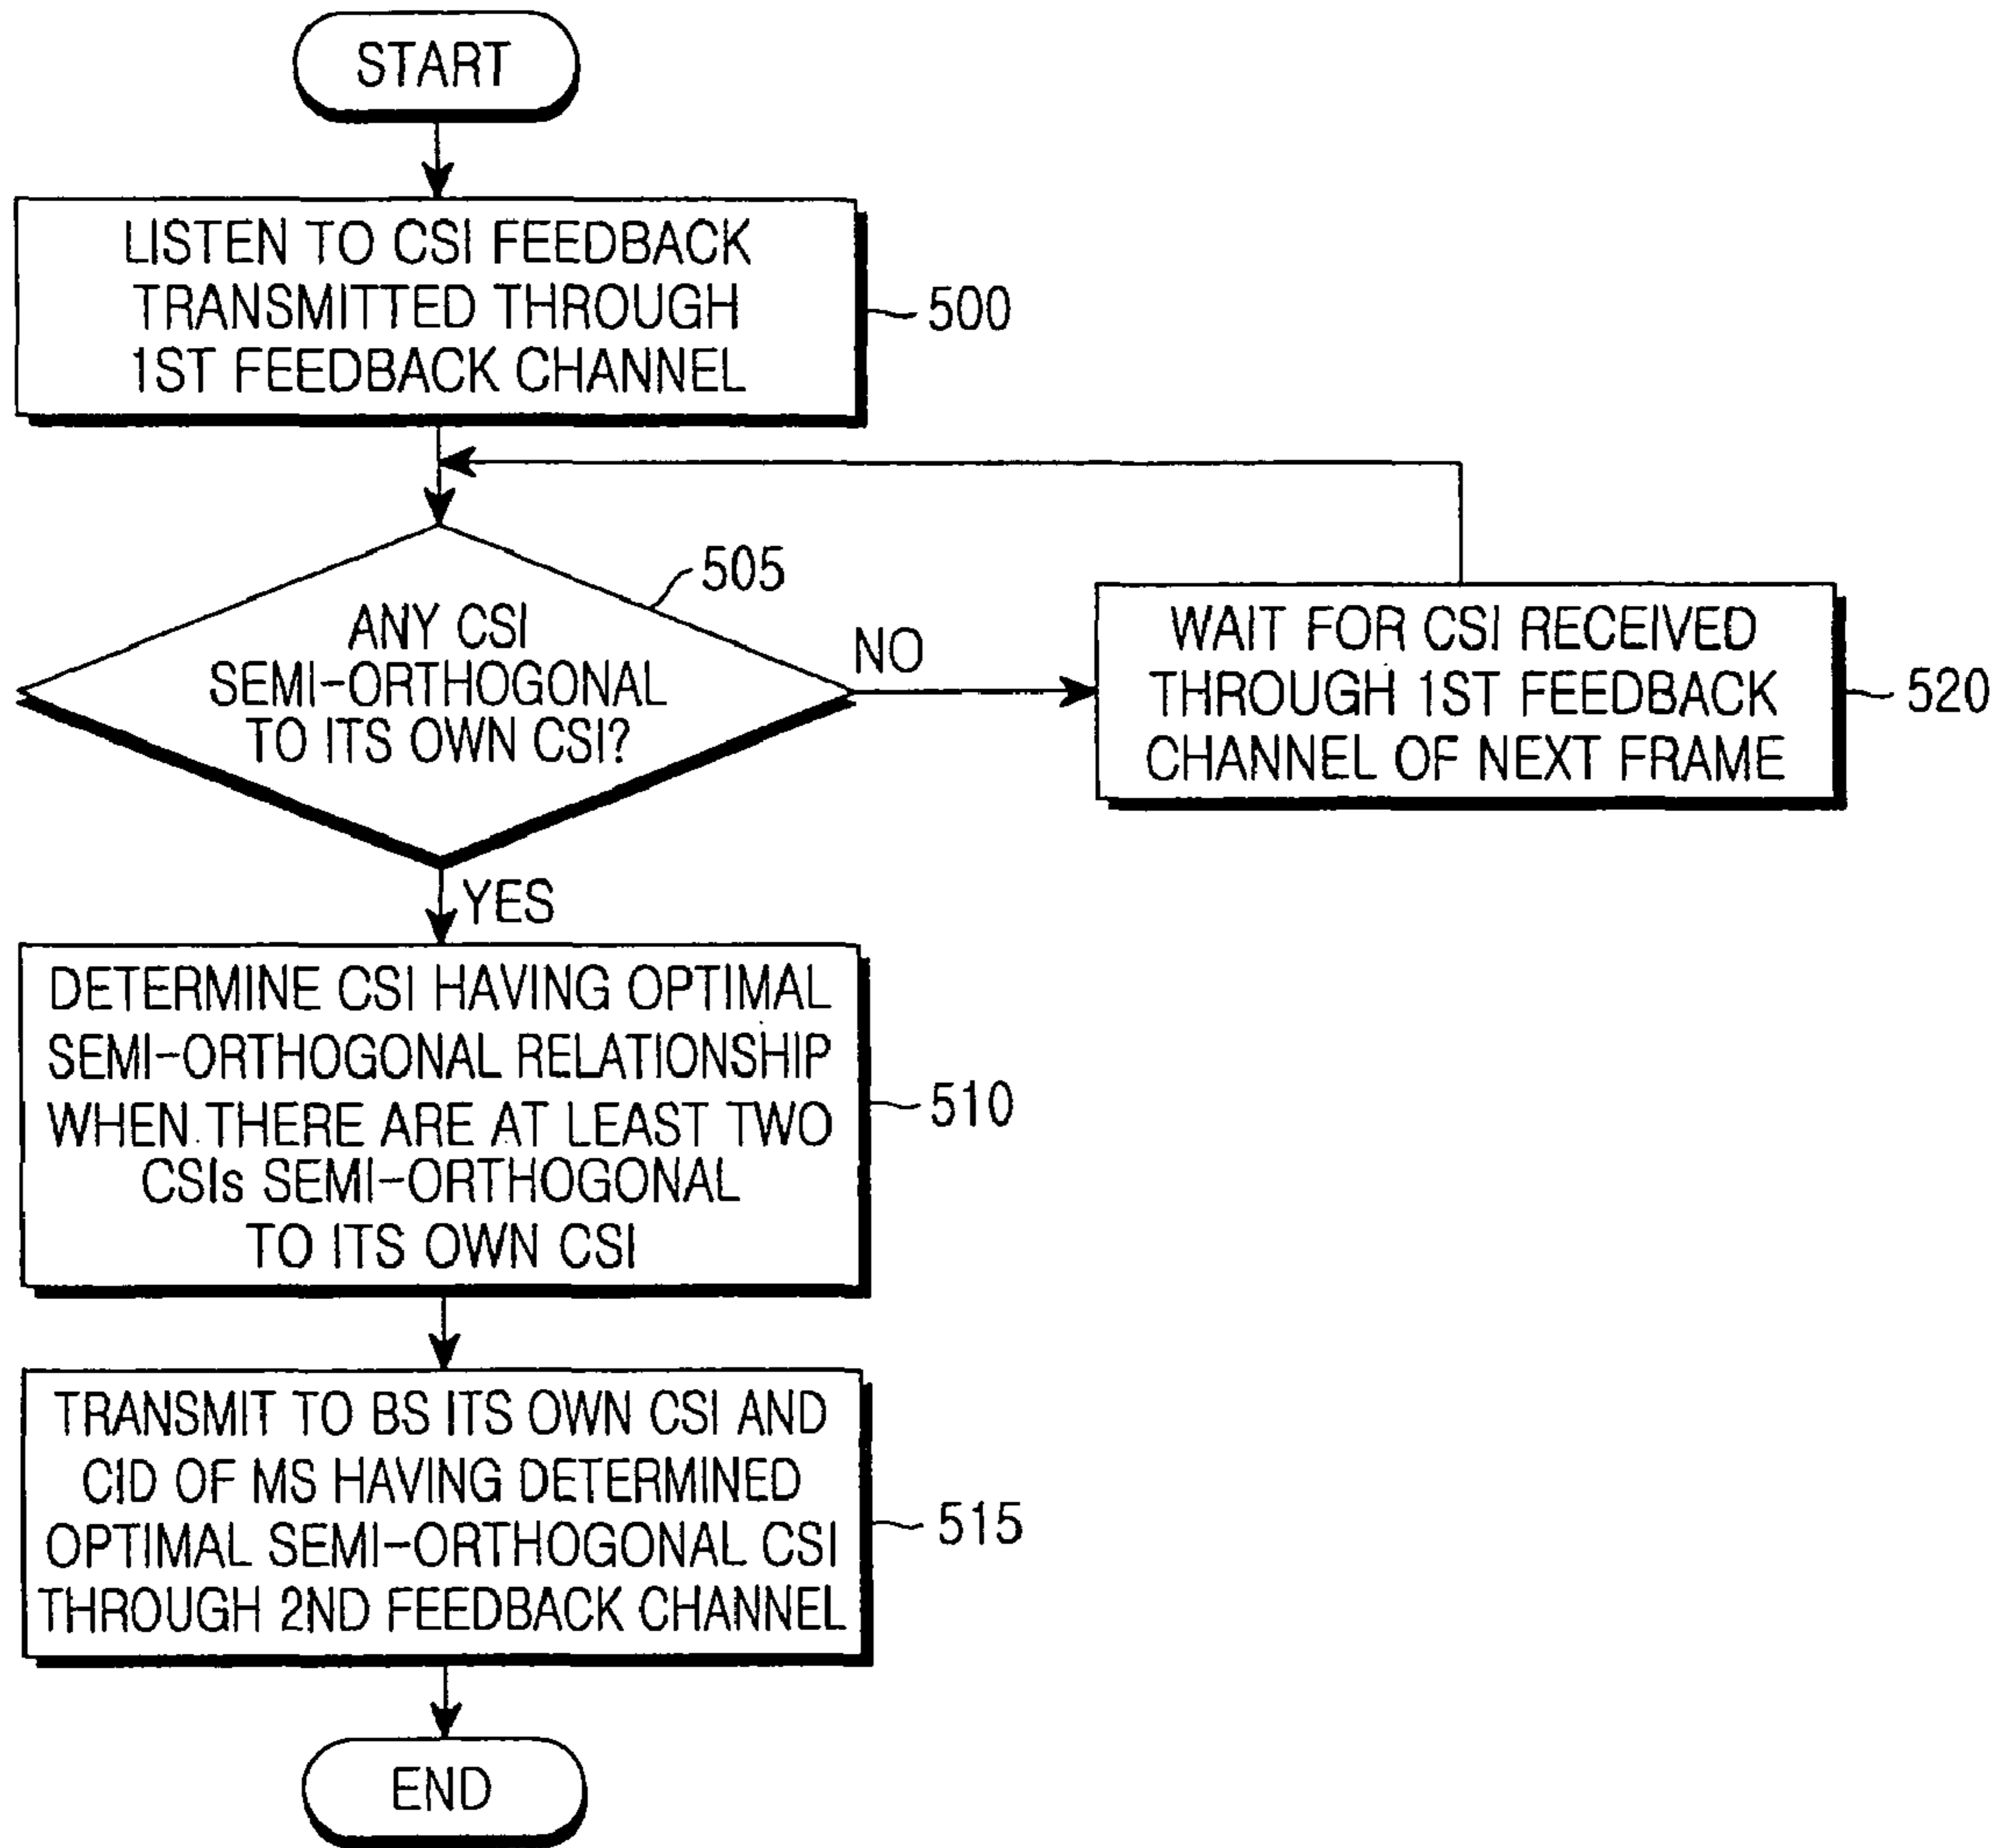 START
LISTEN TO CSI FEEDBACK
TRANSMITTED THROUGH
1ST FEEDBACK CHANNEL
500
505
ANY CSI
SEMI-ORTHOGONAL
TO ITS OWN CSI?
NO
WAIT FOR CSI RECEIVED
THROUGH 1ST FEEDBACK
CHANNEL OF NEXT FRAME
520
YES
DETERMINE CSI HAVING OPTIMAL
SEMI-ORTHOGONAL RELATIONSHIP
WHEN THERE ARE AT LEAST TWO
CSIs SEMI-ORTHOGONAL
TO ITS OWN CSI
510
TRANSMIT TO BS ITS OWN CSI AND
CID OF MS HAVING DETERMINED
OPTIMAL SEMI-ORTHOGONAL CSI
THROUGH 2ND FEEDBACK CHANNEL
515
END